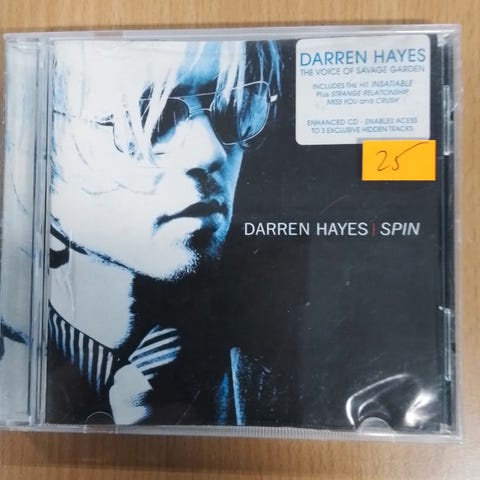 DARREN HAYES
THE VOICE OF SAVAGE GARDEN
INCLUDES THE HIT INSATIABLE
Plus STRANGE RELATIONSHIP,
MISS YOU and CRUSH
ENHANCED CD - ENABLES ACESS
TO 3 EXCLUSIVE HIDDEN TRACKS
25
DARREN HAYES | SPIN